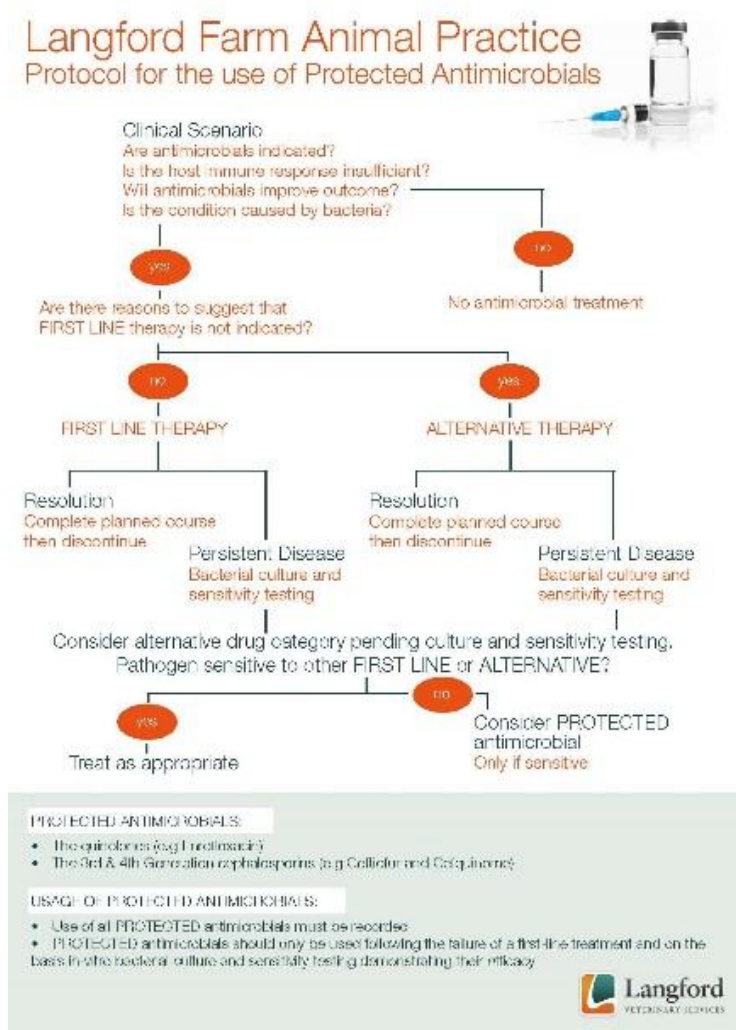 Langford Farm Animal Practice
Protocol for the use of Protected Antimicrobials
Clinical Scenario
Are antimicrobials indicated?
Is the host immune response insufficient?
Will antimicrobials improve outcome?
Is the condition caused by bacteria?
yes
no
Are there reasons to suggest that
FIRST LINE therapy is not indicated?
No antimicrobial treatment
no
yes
FIRST LINE THERAPY
ALTERNATIVE THERAPY
Resolution
Complete planned course
then discontinue
Persistent Disease
Bacterial culture and
sensitivity testing
Resolution
Complete planned course
then discontinue
Persistent Disease
Bacterial culture and
sensitivity testing
Consider alternative drug category pending culture and sensitivity testing.
Pathogen sensitive to other FIRST LINE or ALTERNATIVE?
yes
no
Treat as appropriate
Consider PROTECTED
antimicrobial
Only if sensitive
PROTECTED ANTIMICROBIALS:
• The quinolones (e.g Enrofloxacin)
• The 3rd & 4th Generation cephalosporins (e.g Ceftiofur and Cefquinome)
USAGE OF PROTECTED ANTIMICROBIALS:
• Use of all PROTECTED antimicrobials must be recorded
• PROTECTED antimicrobials should only be used following the failure of a first-line treatment and on the
basis in-vitro bacterial culture and sensitivity testing demonstrating their efficacy
Langford
VETERINARY SERVICES